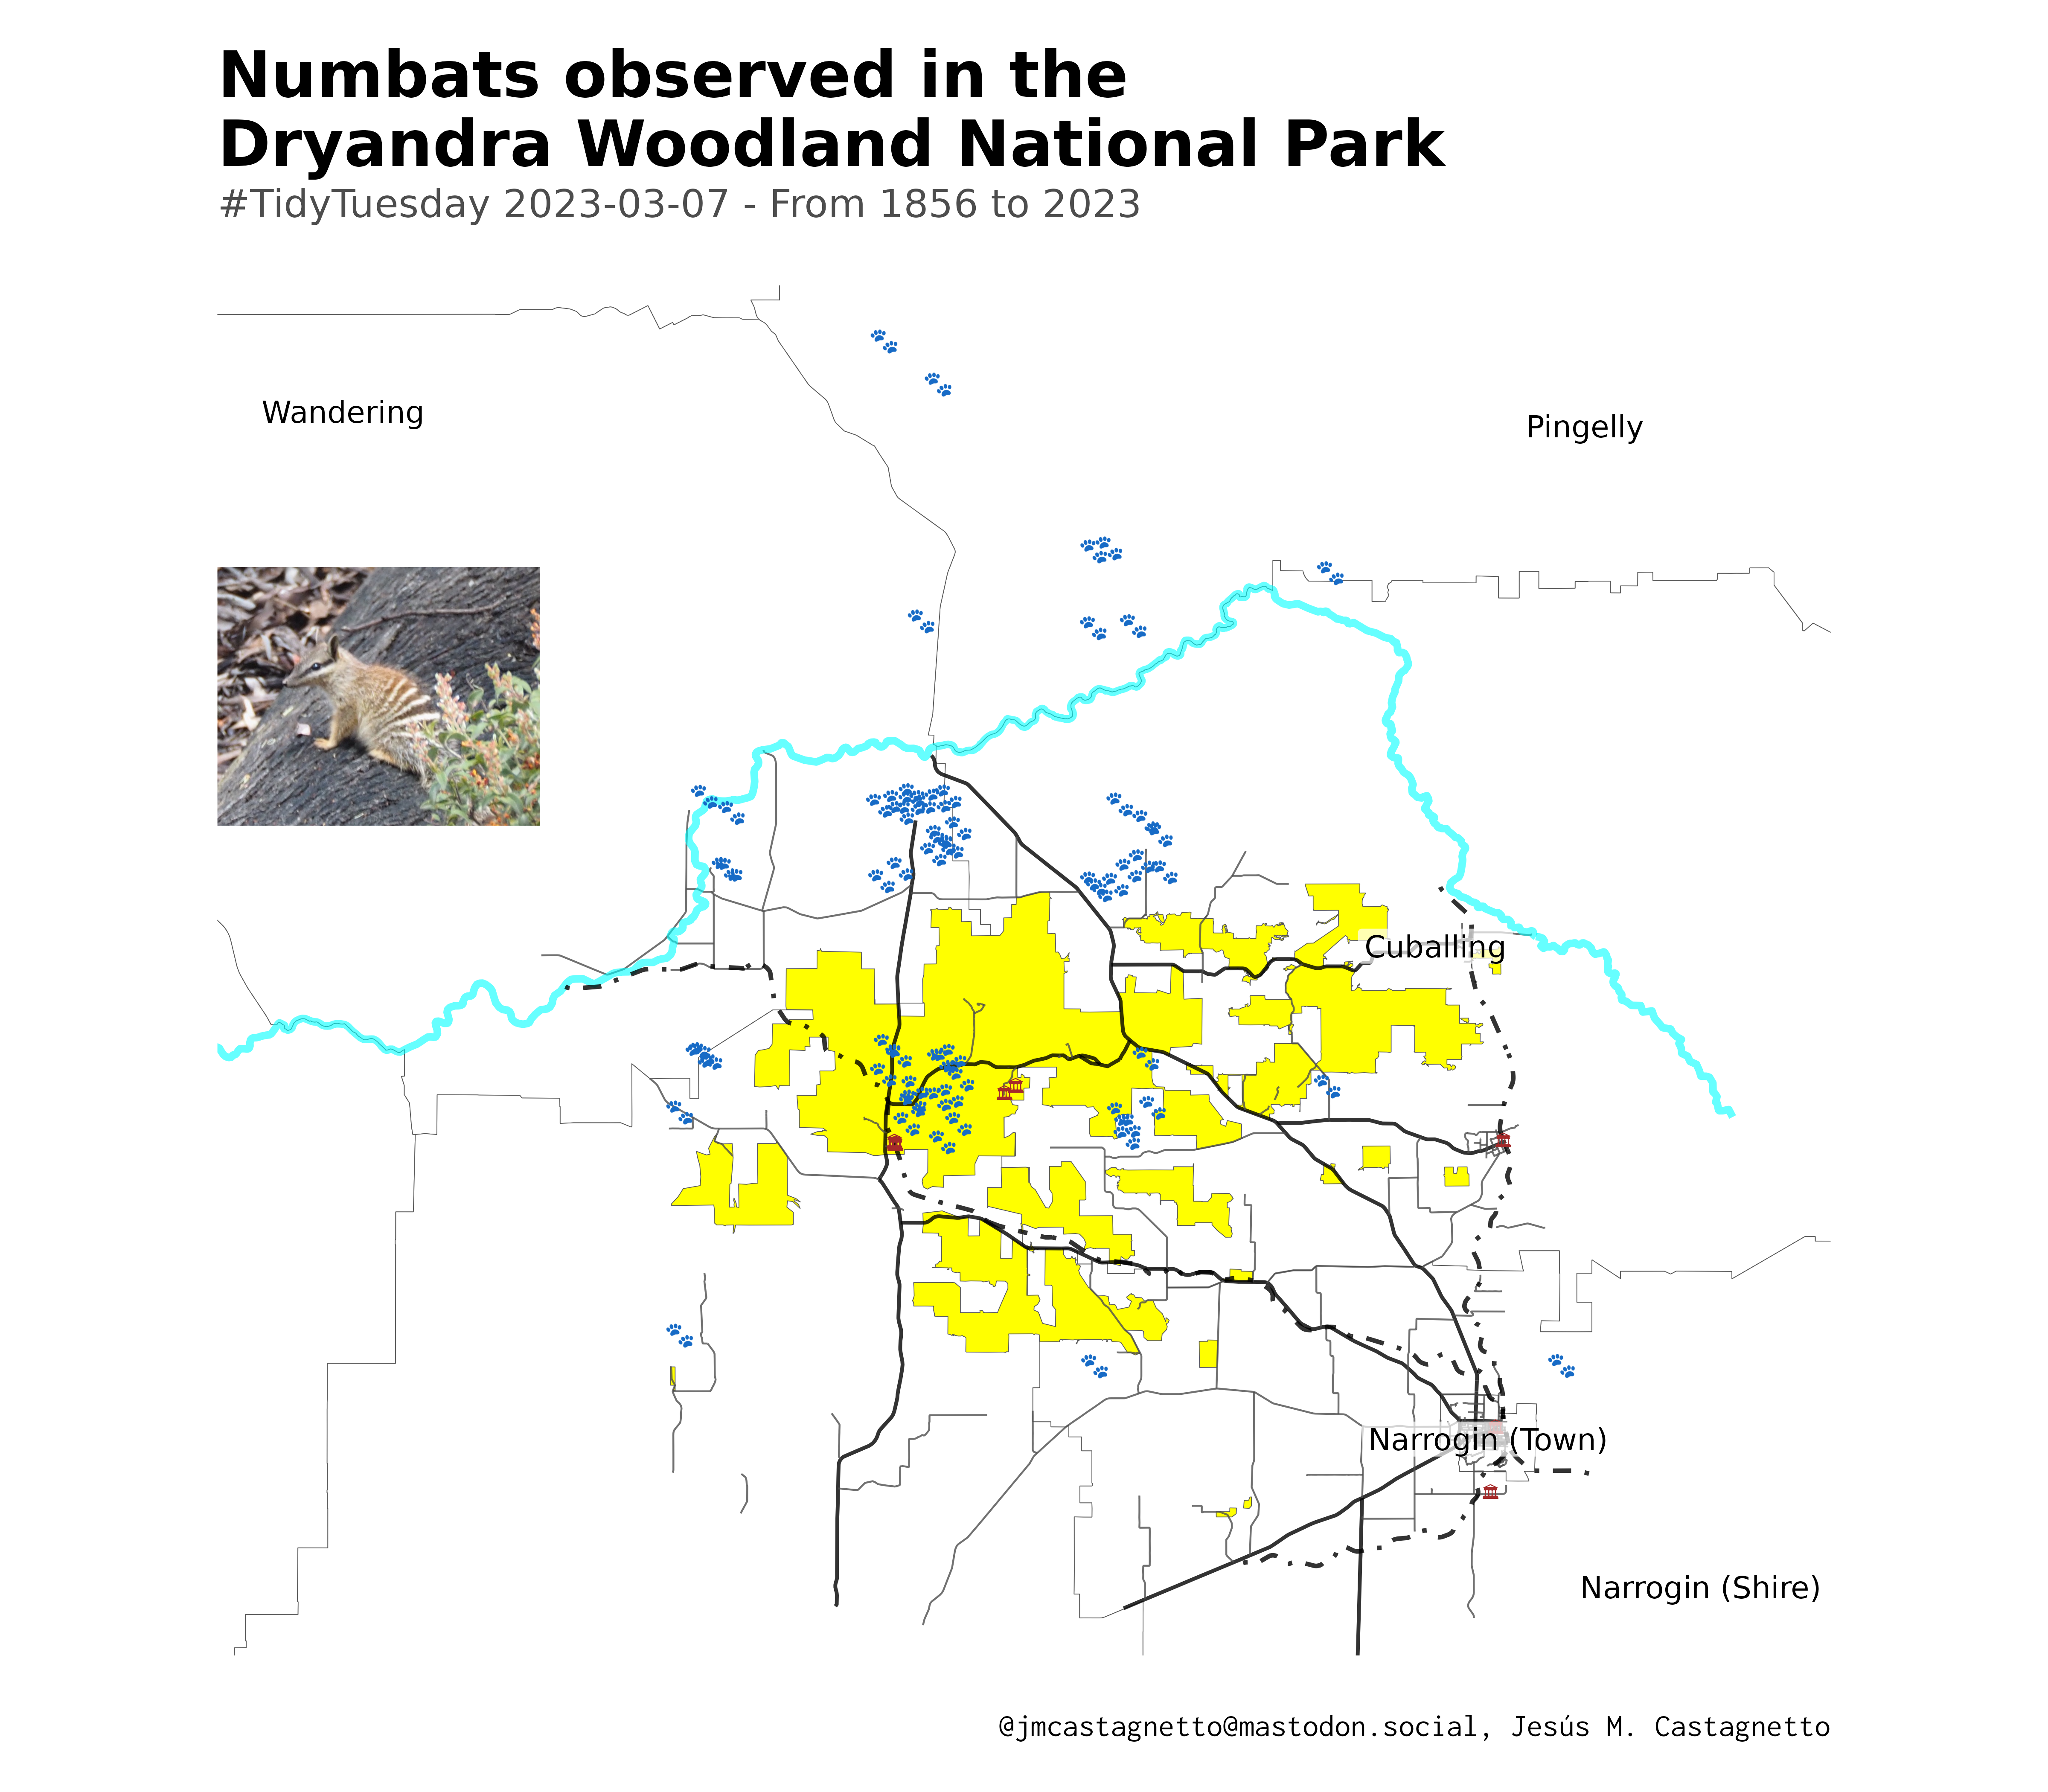 Numbats observed in the
Dryandra Woodland National Park
#TidyTuesday 2023-03-07 - From 1856 to 2023
Wandering
Pingelly
Cuballing
Narrogin (Town)
Narrogin (Shire)
@jmcastagnetto@mastodon.social, Jesús M. Castagnetto